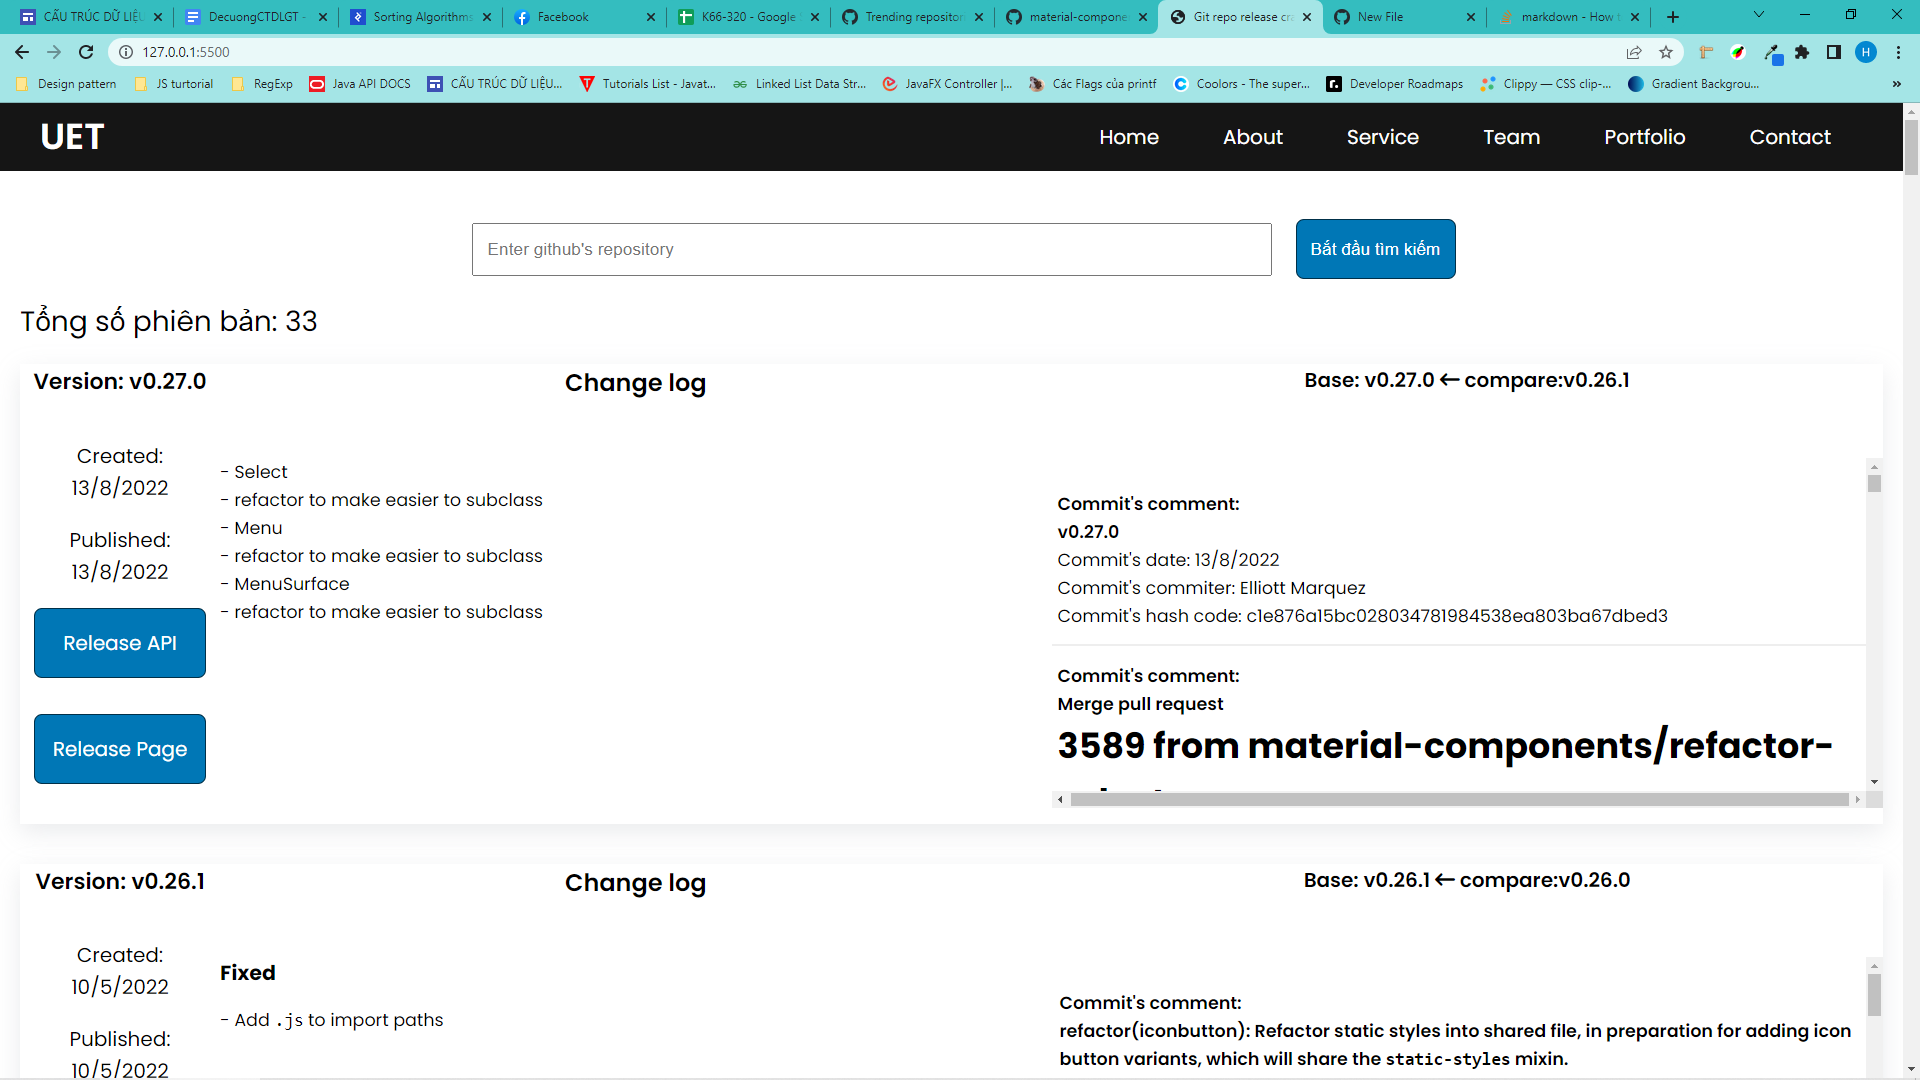 CẤU TRÚC DỮ LIỆU
DecuongCTDLGT -
Sorting Algorithms
Facebook
K66-320 - Google
Trending repositor
material-compone
Git repo release cra
New File
markdown - How t
127.0.0.1:5500
H
Design pattern
JS turtorial
RegExp
Java API DOCS
CẤU TRÚC DỮ LIỆU...
Tutorials List - Javat...
Linked List Data Str...
JavaFX Controller |...
Các Flags của printf
Coolors - The super...
Developer Roadmaps
Clippy — CSS clip-...
Gradient Backgrou...
»
UET
Home
About
Service
Team
Portfolio
Contact
Enter github's repository
Bắt đầu tìm kiếm
Tổng số phiên bản: 33
Version: v0.27.0
Change log
Base: v0.27.0 ← compare:v0.26.1
Created:
13/8/2022
Published:
13/8/2022
Release API
Release Page
- Select
- refactor to make easier to subclass
- Menu
- refactor to make easier to subclass
- MenuSurface
- refactor to make easier to subclass
Commit's comment:
v0.27.0
Commit's date: 13/8/2022
Commit's commiter: Elliott Marquez
Commit's hash code: c1e876a15bc028034781984538ea803ba67dbed3
Commit's comment:
Merge pull request
3589 from material-components/refactor-
Version: v0.26.1
Change log
Base: v0.26.1 ← compare:v0.26.0
Created:
10/5/2022
Published:
10/5/2022
Fixed
- Add .js to import paths
Commit's comment:
refactor(iconbutton): Refactor static styles into shared file, in preparation for adding icon
button variants, which will share the static-styles mixin.